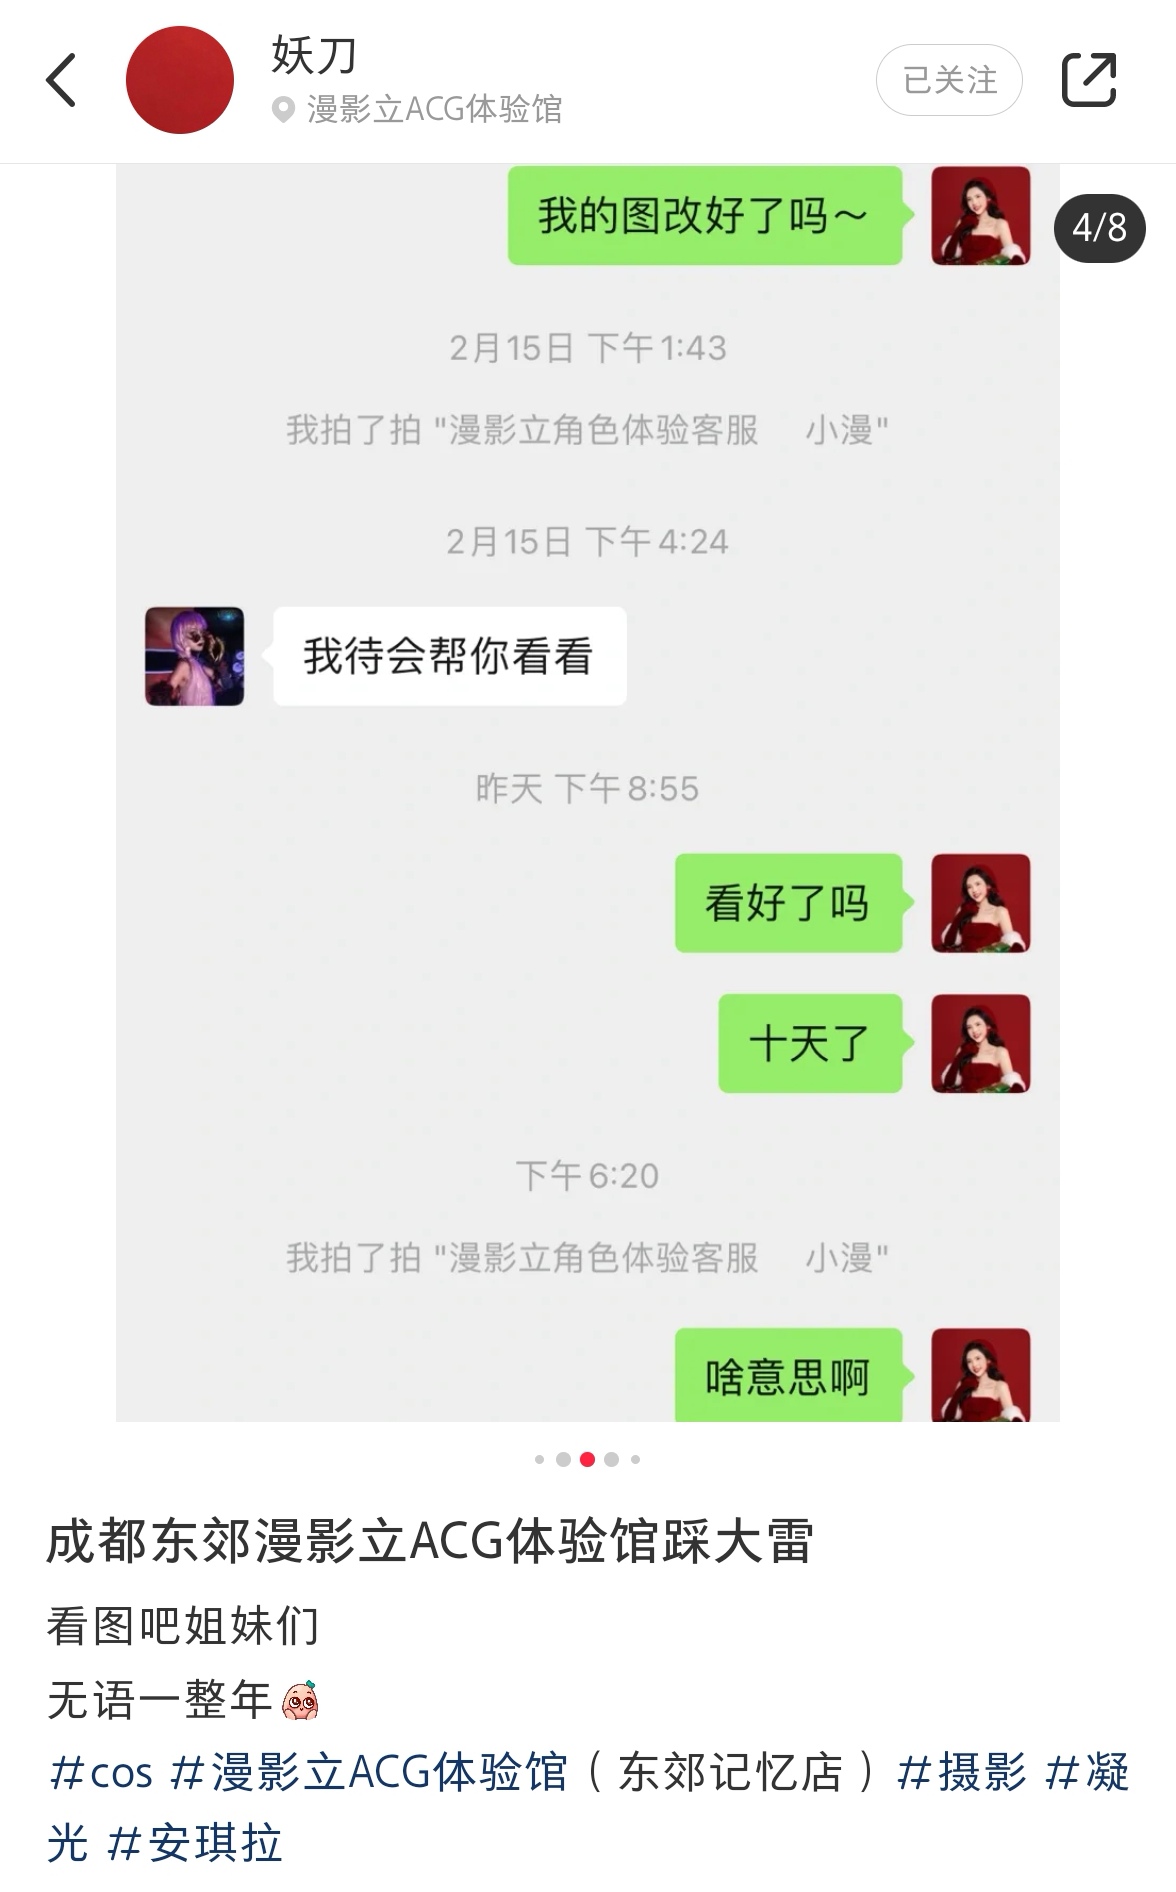 妖刀
漫影立ACG体验馆
已关注
我的图改好了吗～
4/8
2月15日 下午1:43
我拍了拍 "漫影立角色体验客服 小漫"
2月15日 下午4:24
我待会帮你看看
昨天 下午8:55
看好了吗
十天了
下午6:20
我拍了拍 "漫影立角色体验客服 小漫"
啥意思啊
成都东郊漫影立ACG体验馆踩大雷
看图吧姐妹们
无语一整年
#cos #漫影立ACG体验馆（东郊记忆店）#摄影 #凝
光 #安琪拉